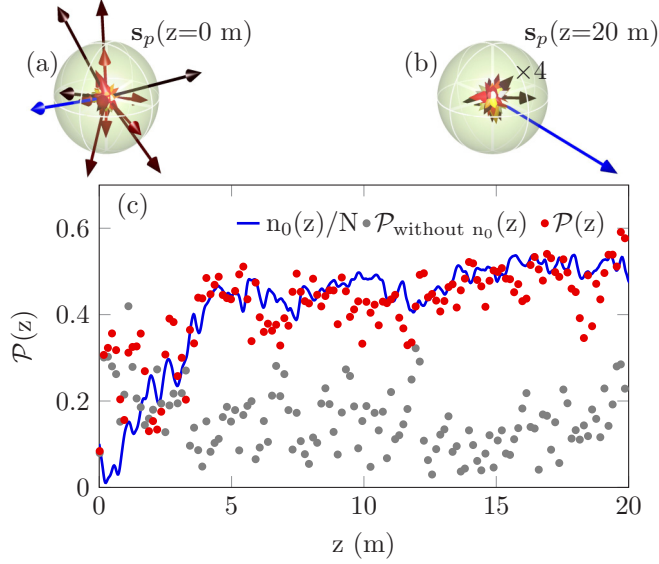 s_p(z=0 m)
(a)
s_p(z=20 m)
(b)
×4
(c)
n_0(z)/N
𝒫_without n_0(z)
𝒫(z)
0.6
0.4
0.2
0
𝒫(z)
0
5
10
15
20
z (m)